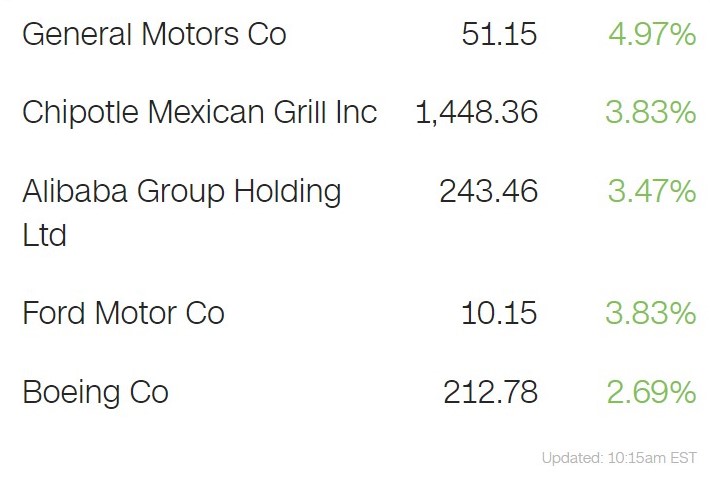 General Motors Co 51.15 4.97%
Chipotle Mexican Grill Inc 1,448.36 3.83%
Alibaba Group Holding 243.46 3.47%
Ltd
Ford Motor Co 10.15 3.83%
Boeing Co 212.78 2.69%
Updated: 10:15am EST